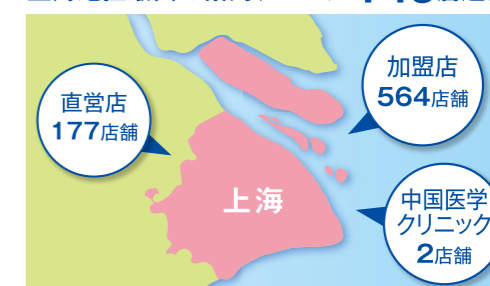 直営店
177店舗
加盟店
564店舗
上海
中国医学
クリニック
2店舗